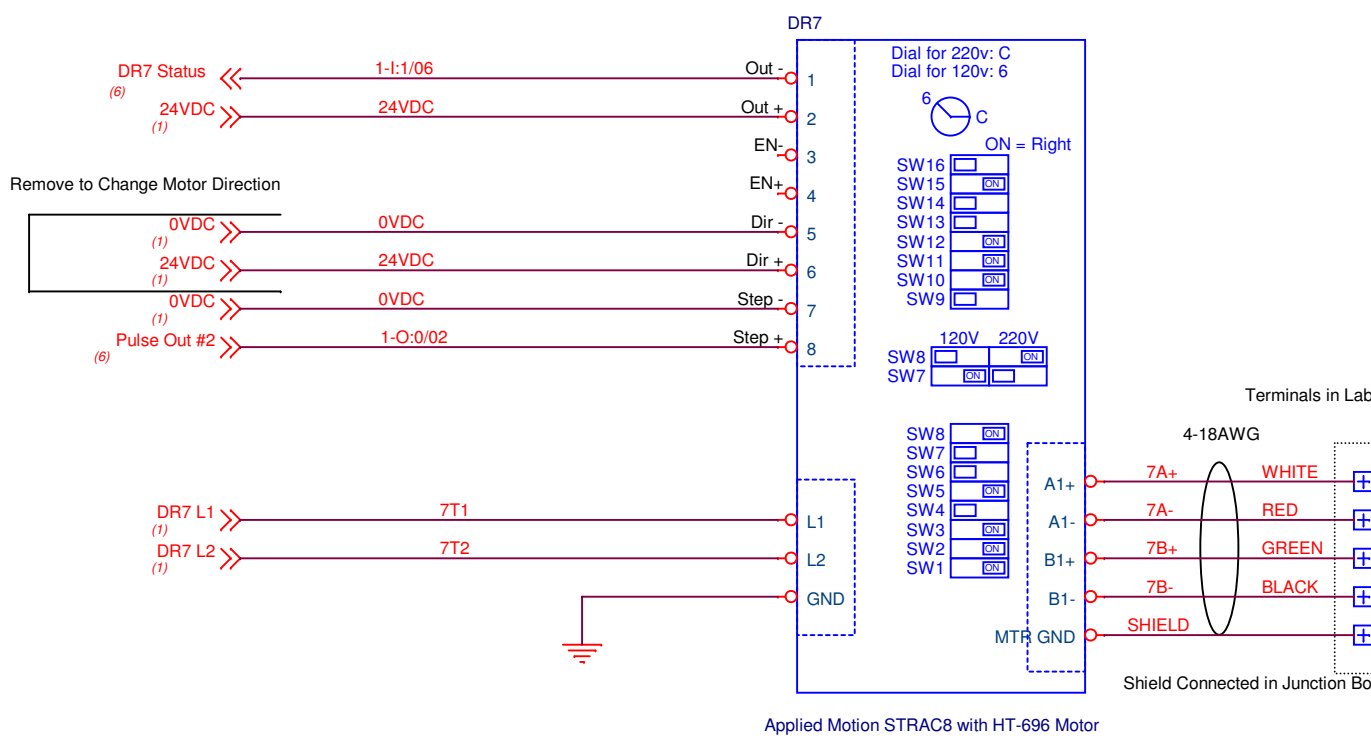 DR7
DR7 Status
(6)
1-I:1/06
Out -
1
24VDC
(1)
24VDC
Out +
2
EN-
3
EN+
4
Remove to Change Motor Direction
0VDC
(1)
0VDC
Dir -
5
24VDC
(1)
24VDC
Dir +
6
0VDC
(1)
0VDC
Step -
7
Pulse Out #2
(6)
1-O:0/02
Step +
8
Dial for 220v: C
Dial for 120v: 6
6
C
ON = Right
SW16
SW15 ON
SW14
SW13
SW12 ON
SW11 ON
SW10 ON
SW9
120V 220V
SW8 ON
SW7 ON
SW8 ON
SW7
SW6
SW5 ON
SW4
SW3 ON
SW2 ON
SW1 ON
DR7 L1
(1)
7T1
L1
DR7 L2
(1)
7T2
L2
GND
Terminals in Lab
4-18AWG
A1+ 7A+ WHITE
A1- 7A- RED
B1+ 7B+ GREEN
B1- 7B- BLACK
MTR GND SHIELD
Shield Connected in Junction Bo
Applied Motion STRAC8 with HT-696 Motor